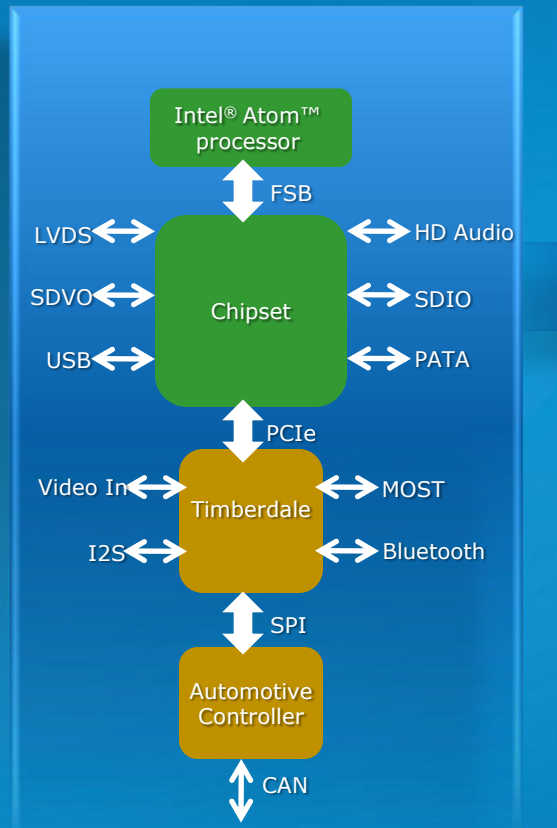 Intel® Atom™
processor
FSB
LVDS
HD Audio
SDVO
SDIO
Chipset
USB
PATA
PCIe
Video In
MOST
Timberdale
I2S
Bluetooth
SPI
Automotive
Controller
CAN